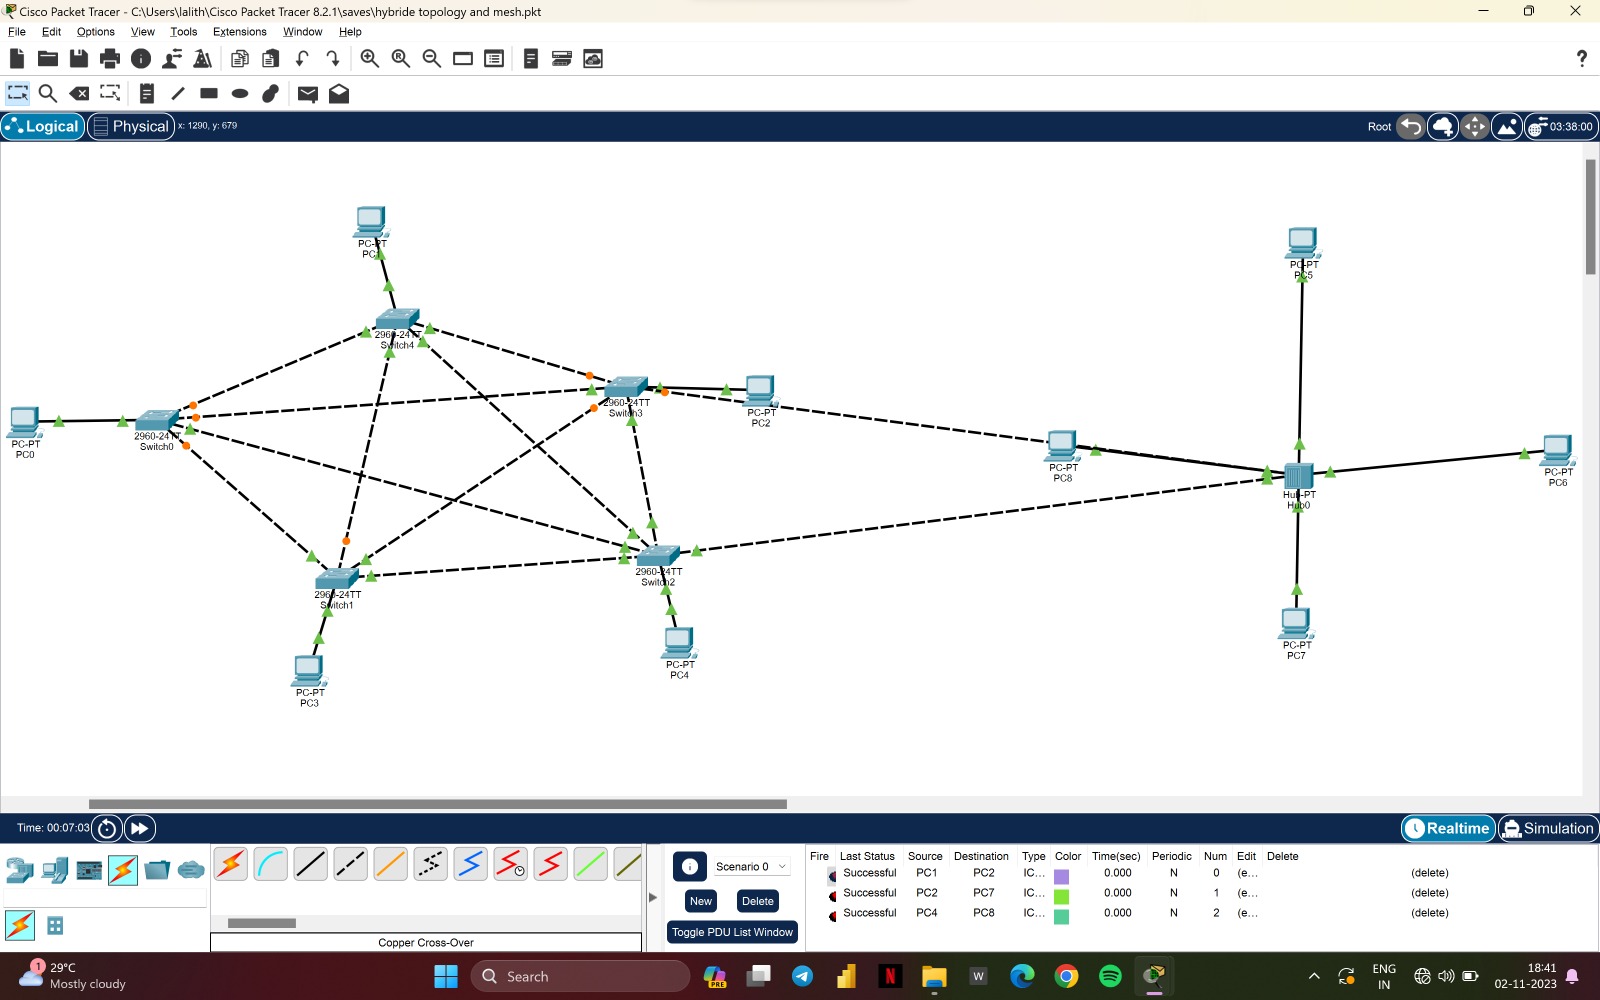 Cisco Packet Tracer - C:\Users\lalith\Cisco Packet Tracer 8.2.1\saves\hybride topology and mesh.pkt
File Edit Options View Tools Extensions Window Help
Logical Physical x: 1290, y: 679 Root 03:38:00
PC-PT
PC1
PC-PT
PC5
2960-24TT
Switch4
2960-24TT
Switch3
PC-PT
PC2
2960-24TT
Switch0
PC-PT
PC0
PC-PT
PC8
PC-PT
PC6
Hub-PT
Hub0
2960-24TT
Switch2
2960-24TT
Switch1
PC-PT
PC7
PC-PT
PC4
PC-PT
PC3
Time: 00:07:03 Realtime Simulation
Scenario 0
New Delete
Toggle PDU List Window
Copper Cross-Over
Fire Last Status Source Destination Type Color Time(sec) Periodic Num Edit Delete
Successful PC1 PC2 IC... 0.000 N 0 (e... (delete)
Successful PC2 PC7 IC... 0.000 N 1 (e... (delete)
Successful PC4 PC8 IC... 0.000 N 2 (e... (delete)
1
29°C
Mostly cloudy
Search
PRE
N
W
ENG
IN
18:41
02-11-2023